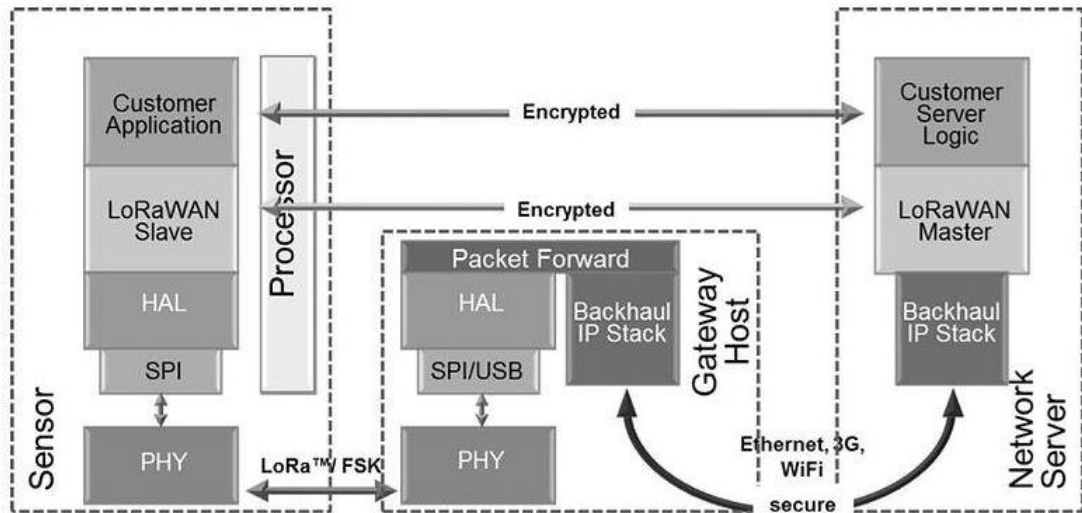 Customer
Application
LoRaWAN
Slave
HAL
SPI
PHY
Sensor
Processor
Encrypted
Encrypted
LoRa™/ FSK
Packet Forward
HAL
SPI/USB
PHY
Backhaul
IP Stack
Gateway
Host
Ethernet, 3G,
WiFi
secure
Customer
Server
Logic
LoRaWAN
Master
Backhaul
IP Stack
Network
Server